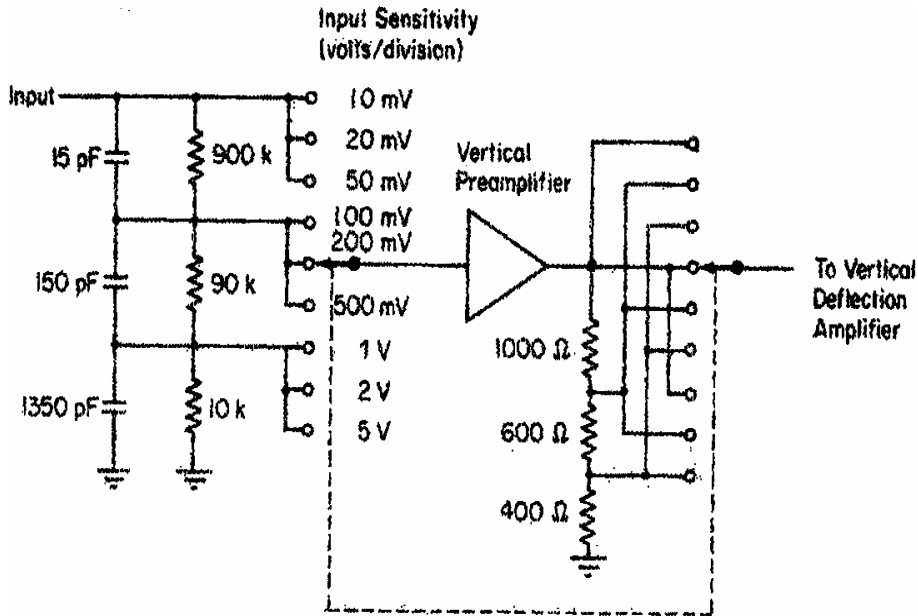 Input Sensitivity
(volts/division)
Input
10 mV
20 mV
50 mV
100 mV
200 mV
500 mV
1 V
2 V
5 V
15 pF
900 k
150 pF
90 k
1350 pF
10 k
Vertical
Preamplifier
1000 Ω
600 Ω
400 Ω
To Vertical
Deflection
Amplifier